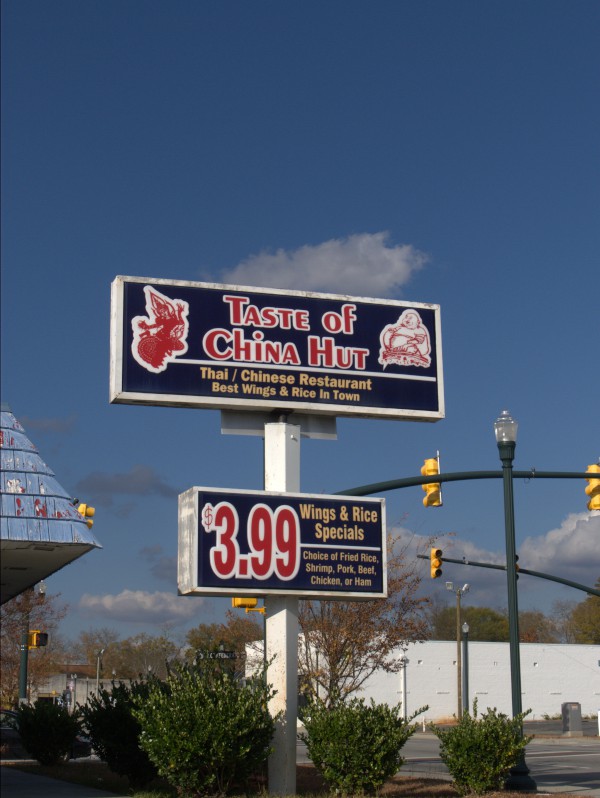 Taste of
China Hut
Thai / Chinese Restaurant
Best Wings & Rice In Town
$3.99
Wings & Rice
Specials
Choice of Fried Rice,
Shrimp, Pork, Beef,
Chicken, or Ham